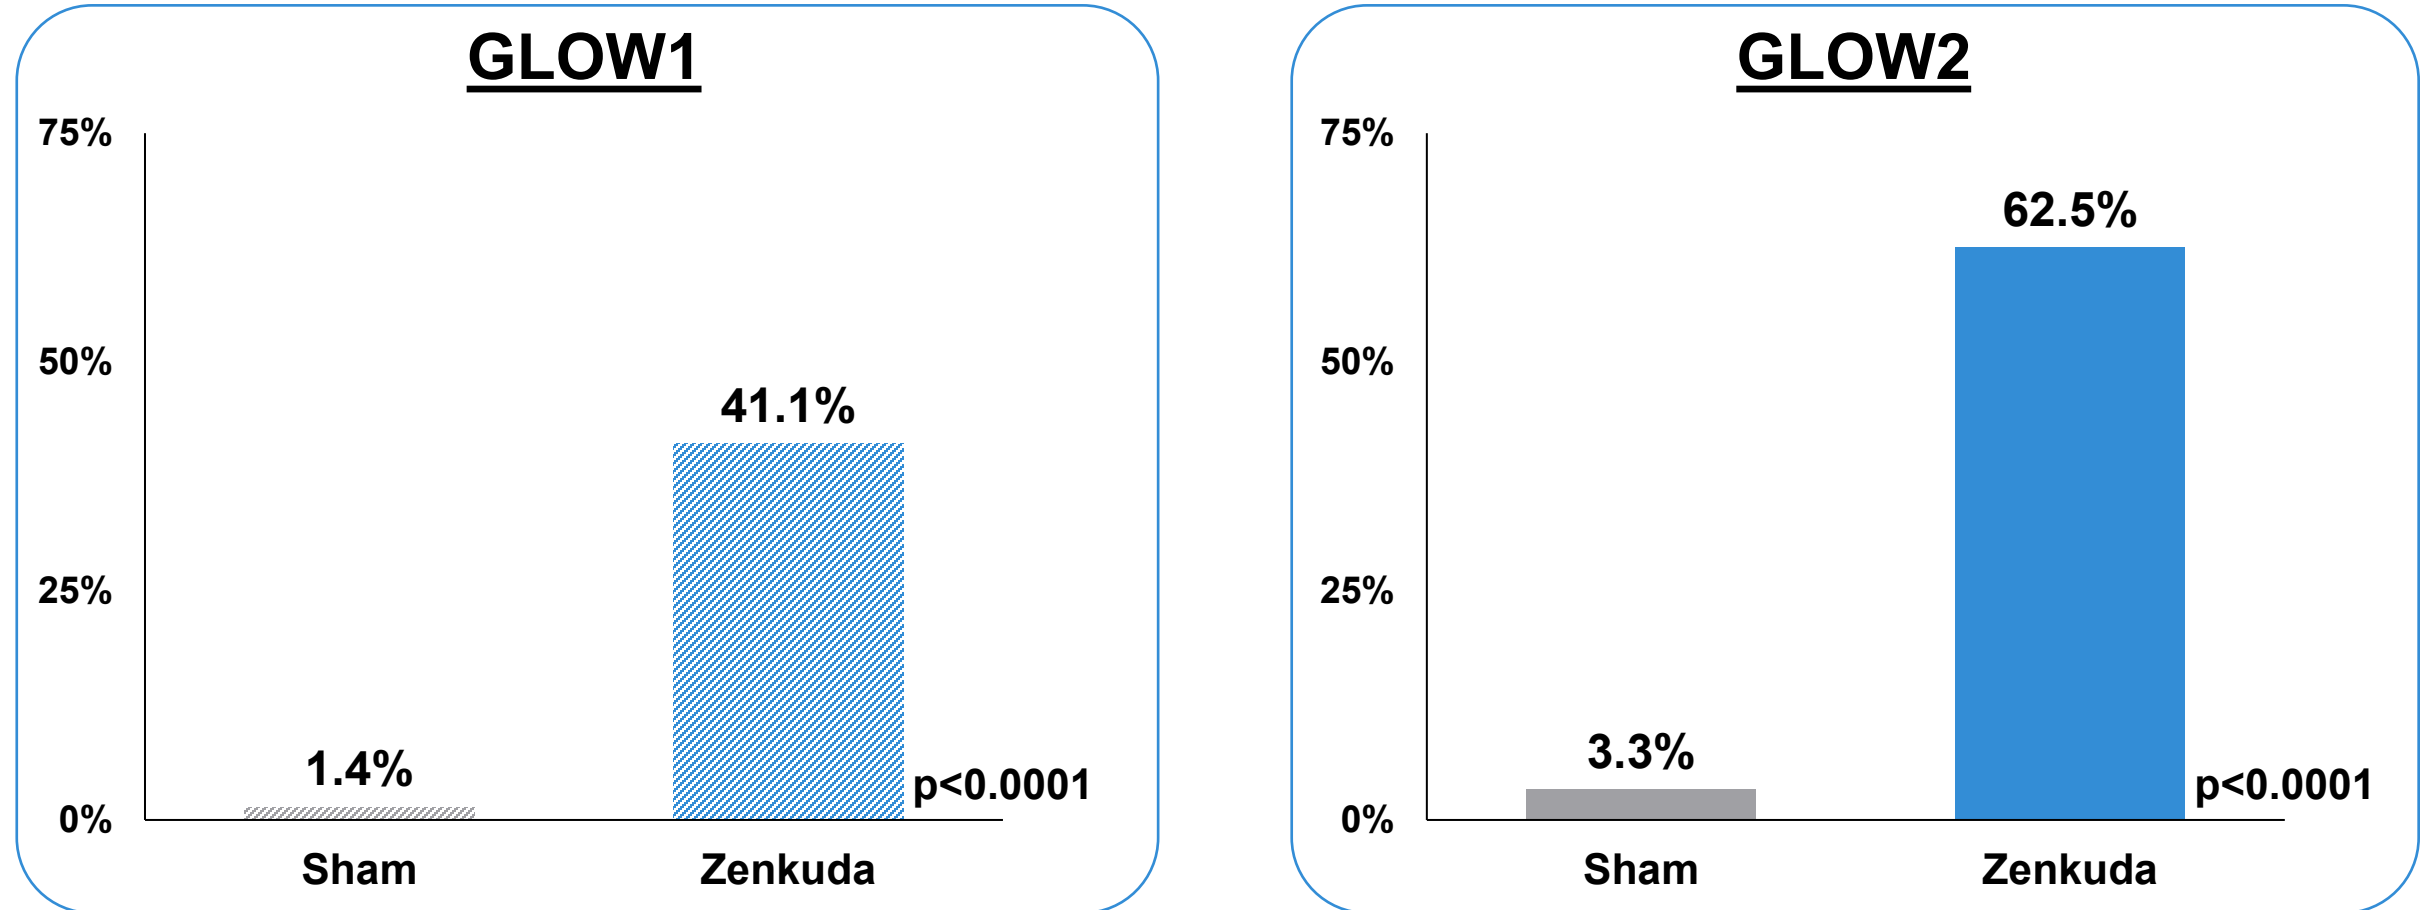 GLOW1
75%
50%
25%
0%
41.1%
1.4%
p<0.0001
Sham
Zenkuda
GLOW2
75%
50%
25%
0%
62.5%
3.3%
p<0.0001
Sham
Zenkuda